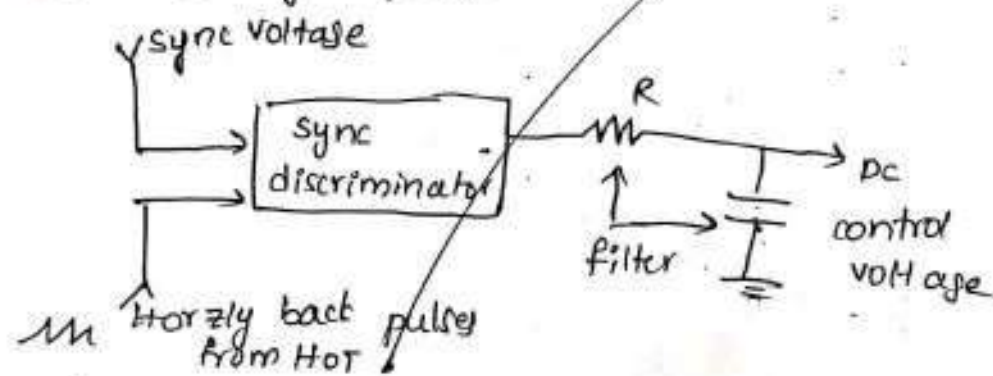 sync voltage
R
sync
discriminator
DC
control
voltage
filter
Horzly back pulses
from HOT